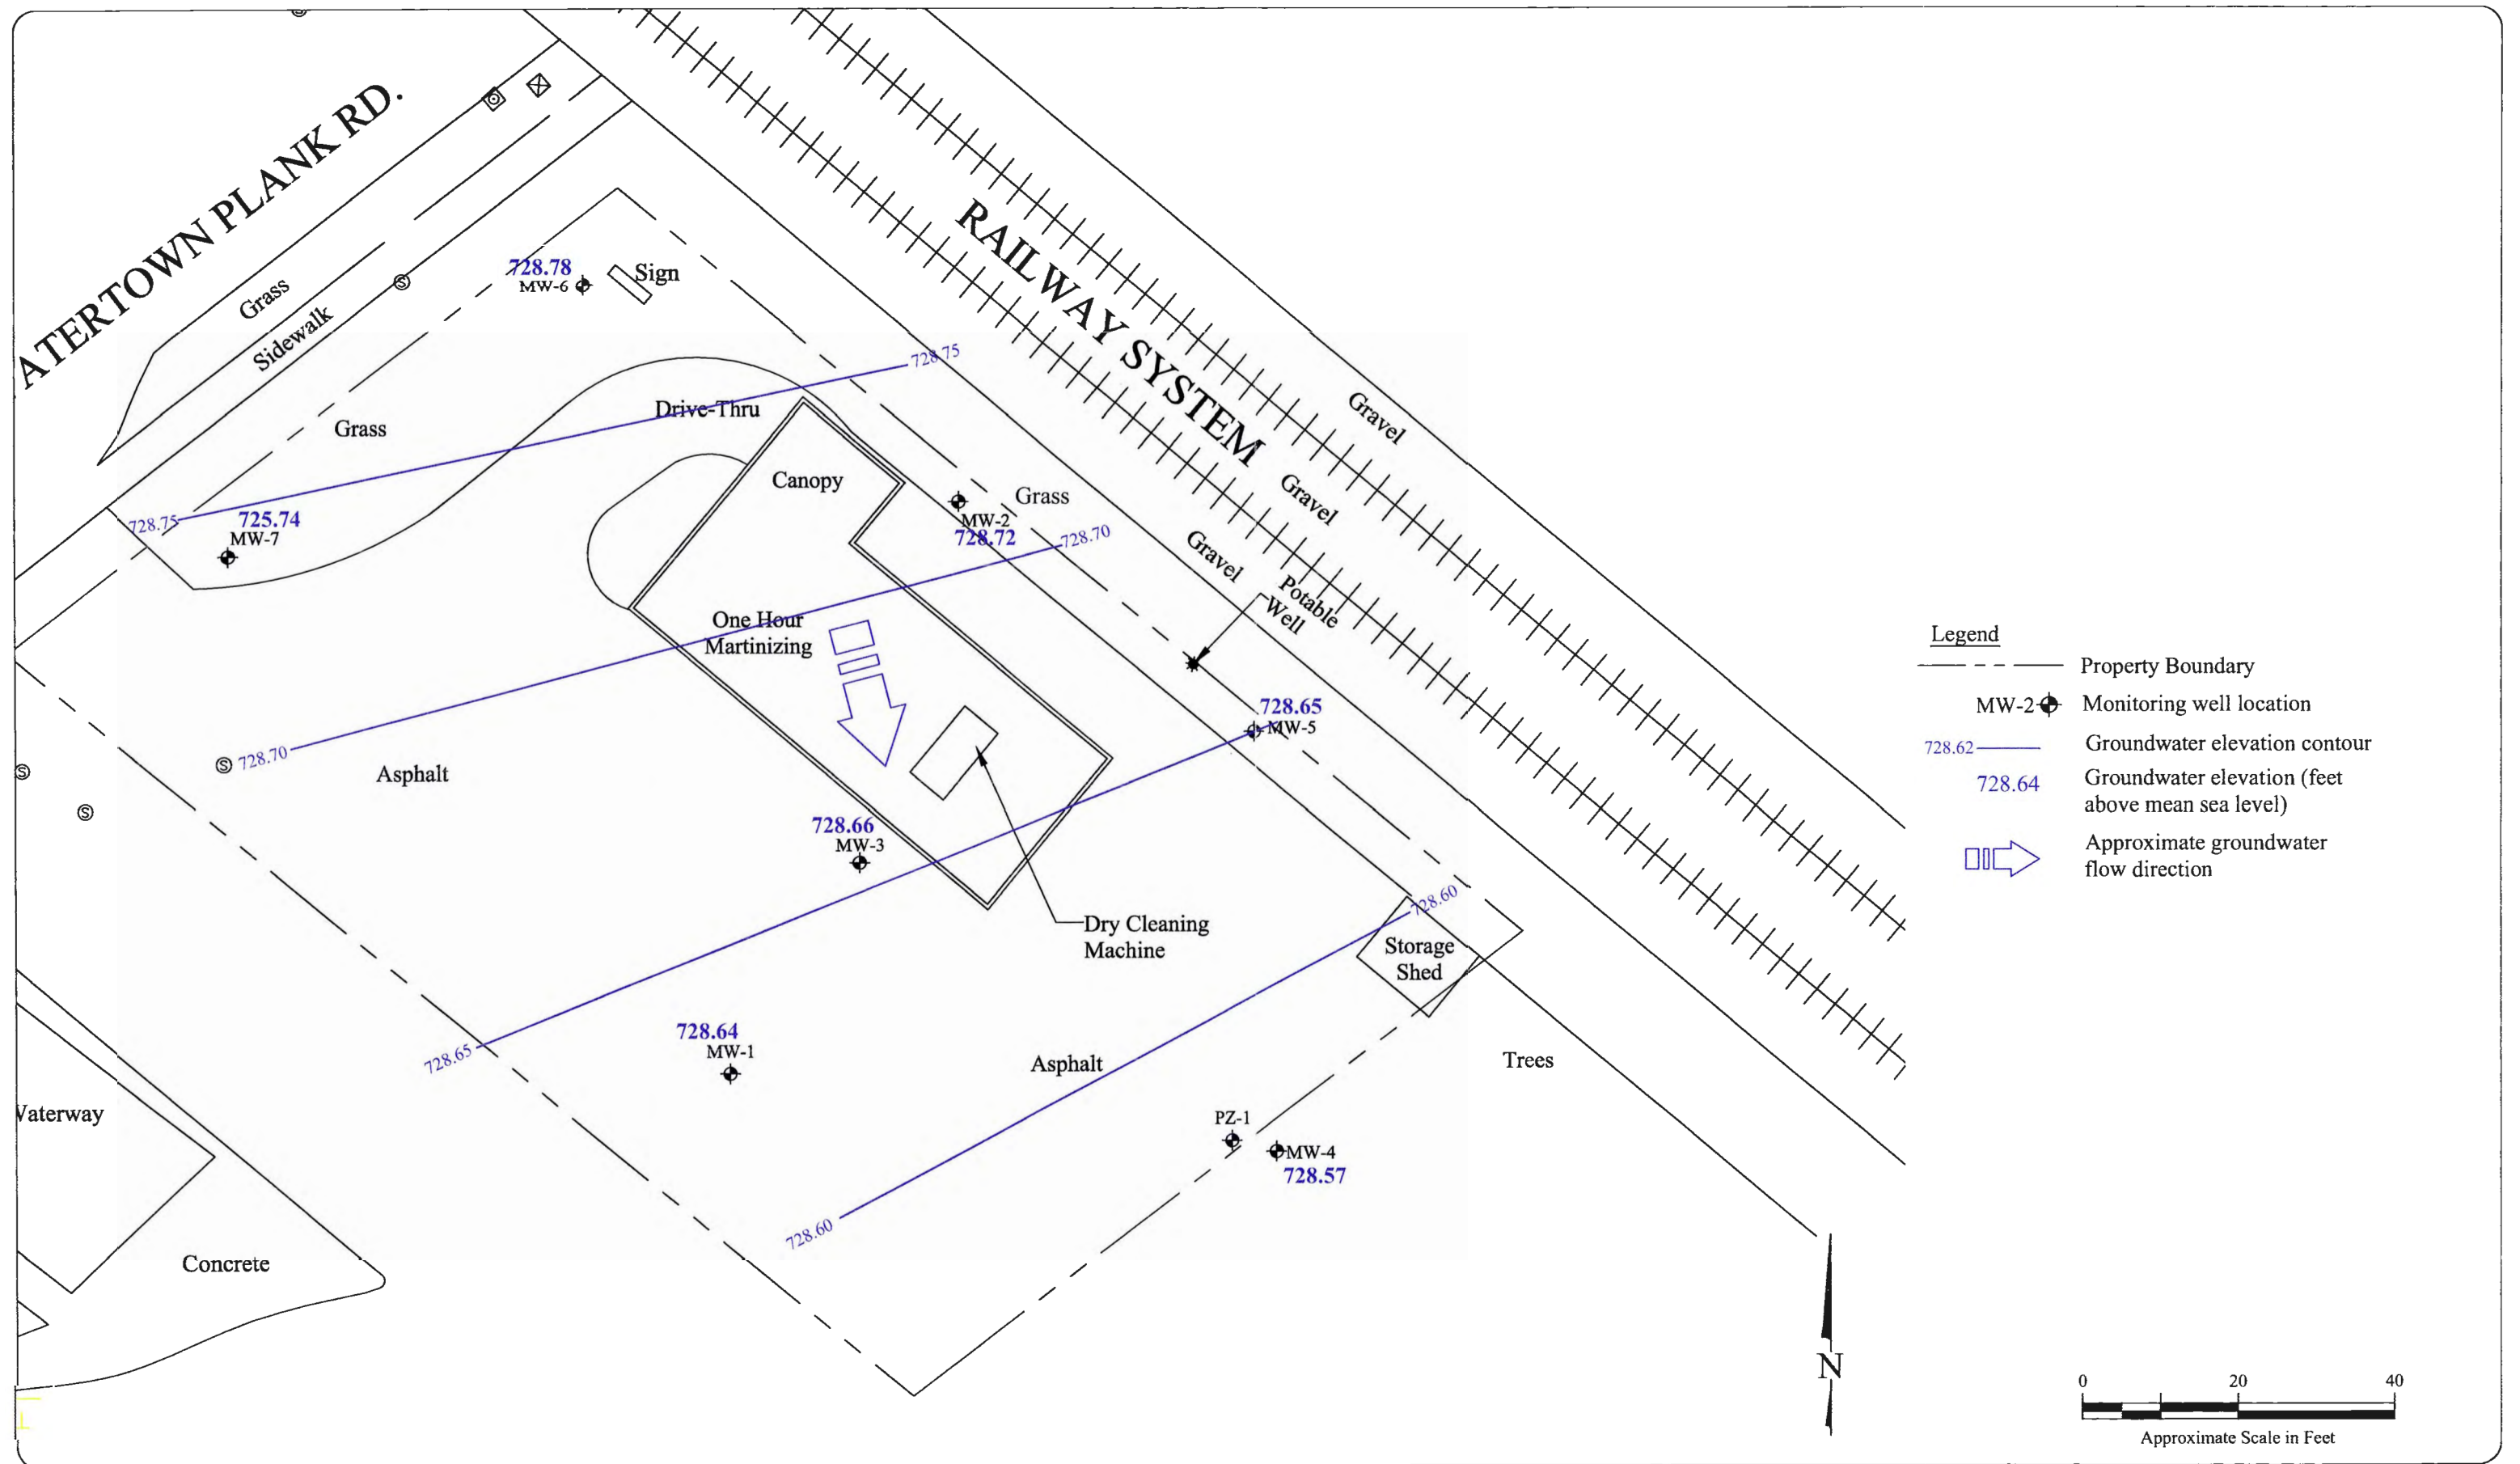 ATERTOWN PLANK RD.
Grass
Sidewalk
728.78
MW-6
Sign
RAILWAY SYSTEM
Gravel
Gravel
Gravel
728.75
Drive-Thru
Grass
Canopy
Grass
728.75
725.74
MW-7
MW-2
728.72
728.70
Potable
Well
One Hour
Martinizing
728.65
MW-5
S
728.70
Asphalt
S
S
S
S
728.66
MW-3
Dry Cleaning
Machine
728.60
Storage
Shed
728.65
728.64
MW-1
Asphalt
Trees
aterway
PZ-1
MW-4
728.57
728.60
Concrete
Legend
Property Boundary
MW-2 Monitoring well location
728.62 Groundwater elevation contour
728.64 Groundwater elevation (feet
above mean sea level)
Approximate groundwater
flow direction
N
0 20 40
Approximate Scale in Feet